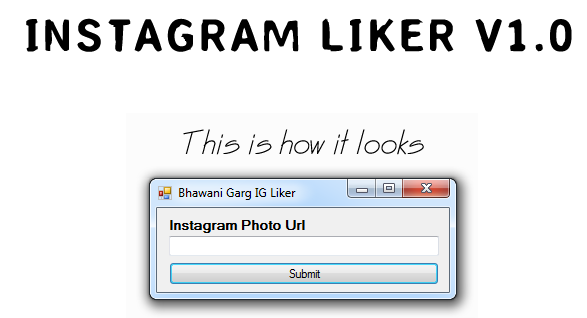 INSTAGRAM LIKER V1.0
This is how it looks
Bhawani Garg IG Liker
Instagram Photo Url
Submit